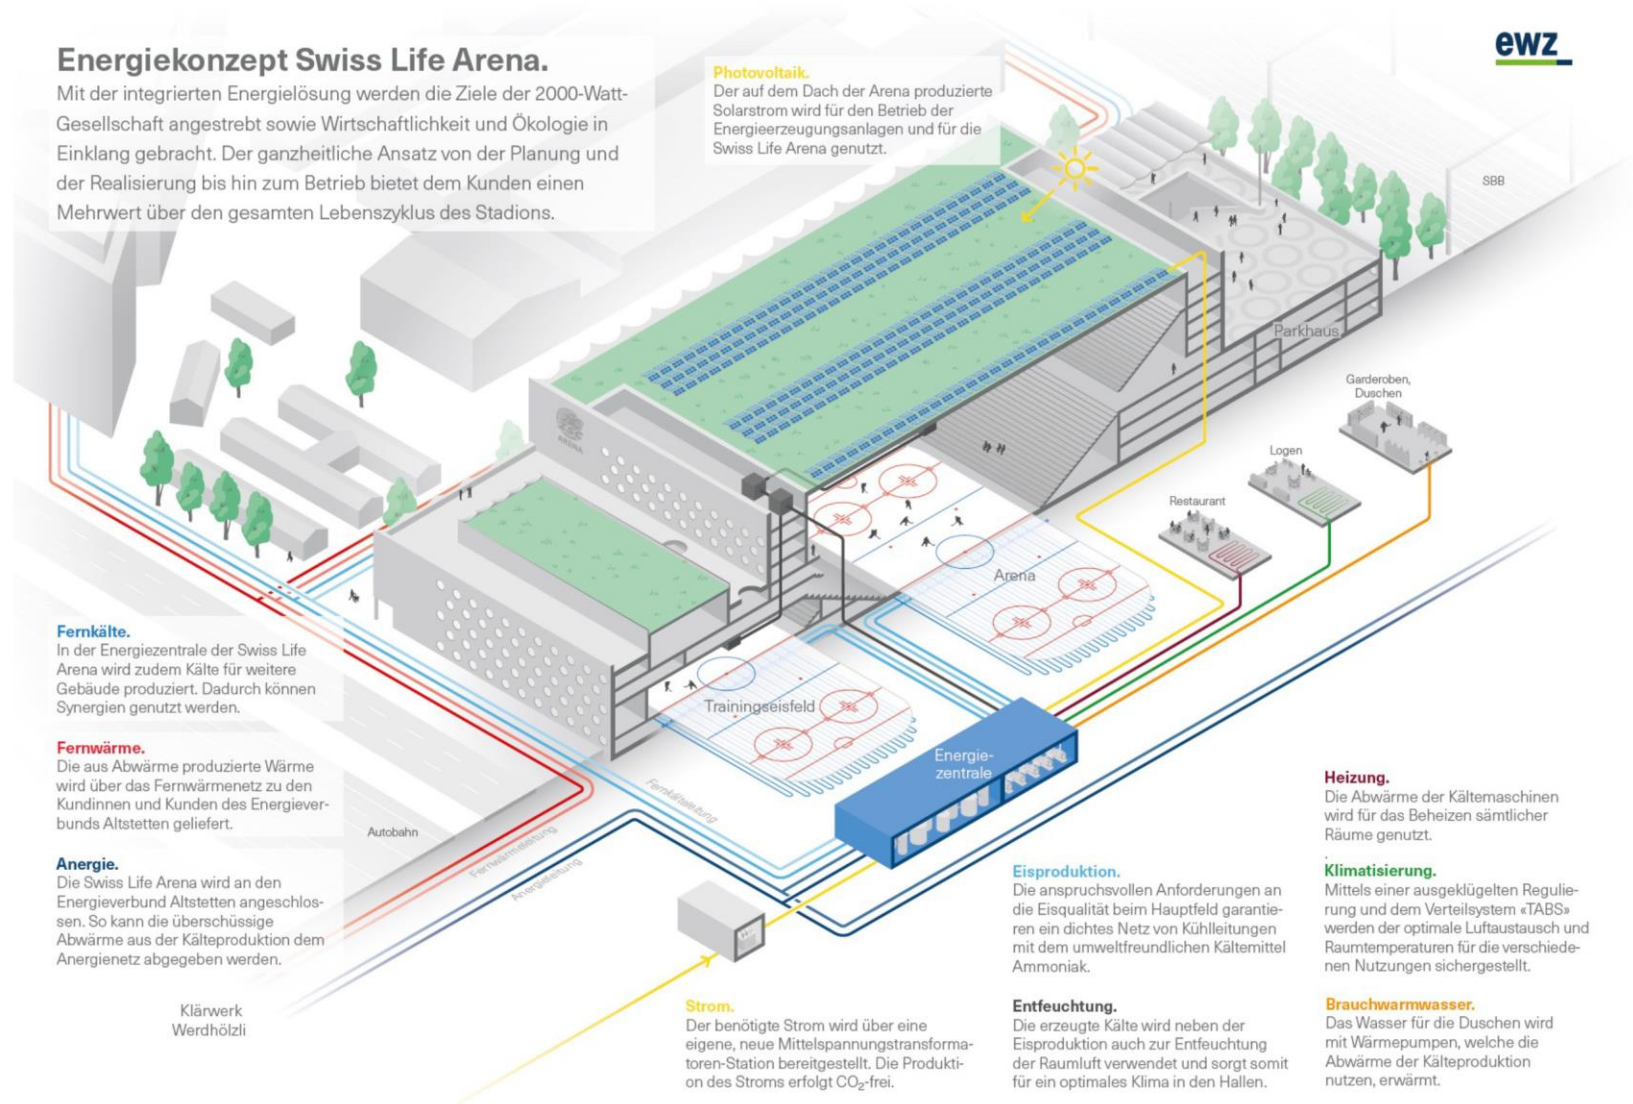 Energiekonzept Swiss Life Arena.
Mit der integrierten Energielösung werden die Ziele der 2000-Watt-
Gesellschaft angestrebt sowie Wirtschaftlichkeit und Ökologie in
Einklang gebracht. Der ganzheitliche Ansatz von der Planung und
der Realisierung bis hin zum Betrieb bietet dem Kunden einen
Mehrwert über den gesamten Lebenszyklus des Stadions.
ewz
Photovoltaik.
Der auf dem Dach der Arena produzierte
Solarstrom wird für den Betrieb der
Energieerzeugungsanlagen und für die
Swiss Life Arena genutzt.
SBB
Parkhaus
Garderoben,
Duschen
Logen
Restaurant
ARENA
Arena
Trainingseisfeld
Energie-
zentrale
Fernkälteleitung
Fernwärmeleitung
Anergieleitung
Autobahn
Fernkälte.
In der Energiezentrale der Swiss Life
Arena wird zudem Kälte für weitere
Gebäude produziert. Dadurch können
Synergien genutzt werden.
Fernwärme.
Die aus Abwärme produzierte Wärme
wird über das Fernwärmenetz zu den
Kundinnen und Kunden des Energiever-
bunds Altstetten geliefert.
Anergie.
Die Swiss Life Arena wird an den
Energieverbund Altstetten angeschlos-
sen. So kann die überschüssige
Abwärme aus der Kälteproduktion dem
Anergienetz abgegeben werden.
Klärwerk
Werdhölzli
Strom.
Der benötigte Strom wird über eine
eigene, neue Mittelspannungstransforma-
toren-Station bereitgestellt. Die Produkti-
on des Stroms erfolgt CO₂-frei.
Eisproduktion.
Die anspruchsvollen Anforderungen an
die Eisqualität beim Hauptfeld garantie-
ren ein dichtes Netz von Kühlleitungen
mit dem umweltfreundlichen Kältemittel
Ammoniak.
Entfeuchtung.
Die erzeugte Kälte wird neben der
Eisproduktion auch zur Entfeuchtung
der Raumluft verwendet und sorgt somit
für ein optimales Klima in den Hallen.
Heizung.
Die Abwärme der Kältemaschinen
wird für das Beheizen sämtlicher
Räume genutzt.
.
Klimatisierung.
Mittels einer ausgeklügelten Regulie-
rung und dem Verteilsystem «TABS»
werden der optimale Luftaustausch und
Raumtemperaturen für die verschiede-
nen Nutzungen sichergestellt.
Brauchwarmwasser.
Das Wasser für die Duschen wird
mit Wärmepumpen, welche die
Abwärme der Kälteproduktion
nutzen, erwärmt.